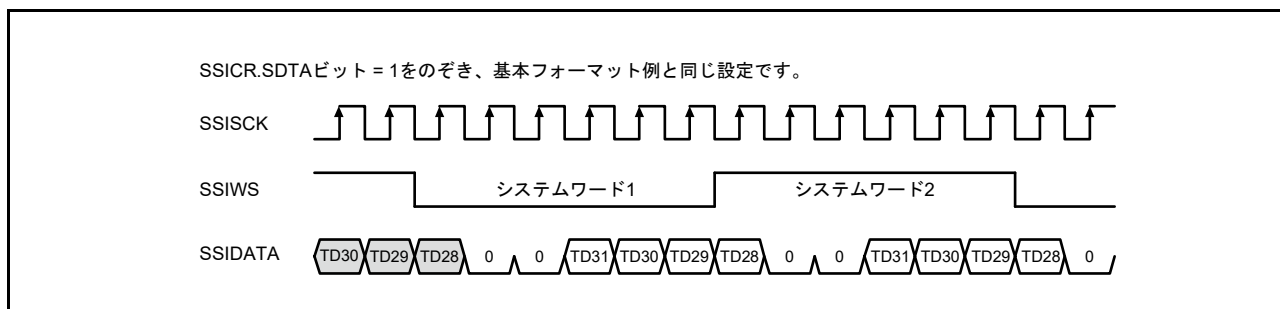 SSICR.SDTAビット = 1をのぞき、基本フォーマット例と同じ設定です。
SSISCK
SSIWS システムワード1 システムワード2
SSIDATA TD30 TD29 TD28 0 0 TD31 TD30 TD29 TD28 0 0 TD31 TD30 TD29 TD28 0